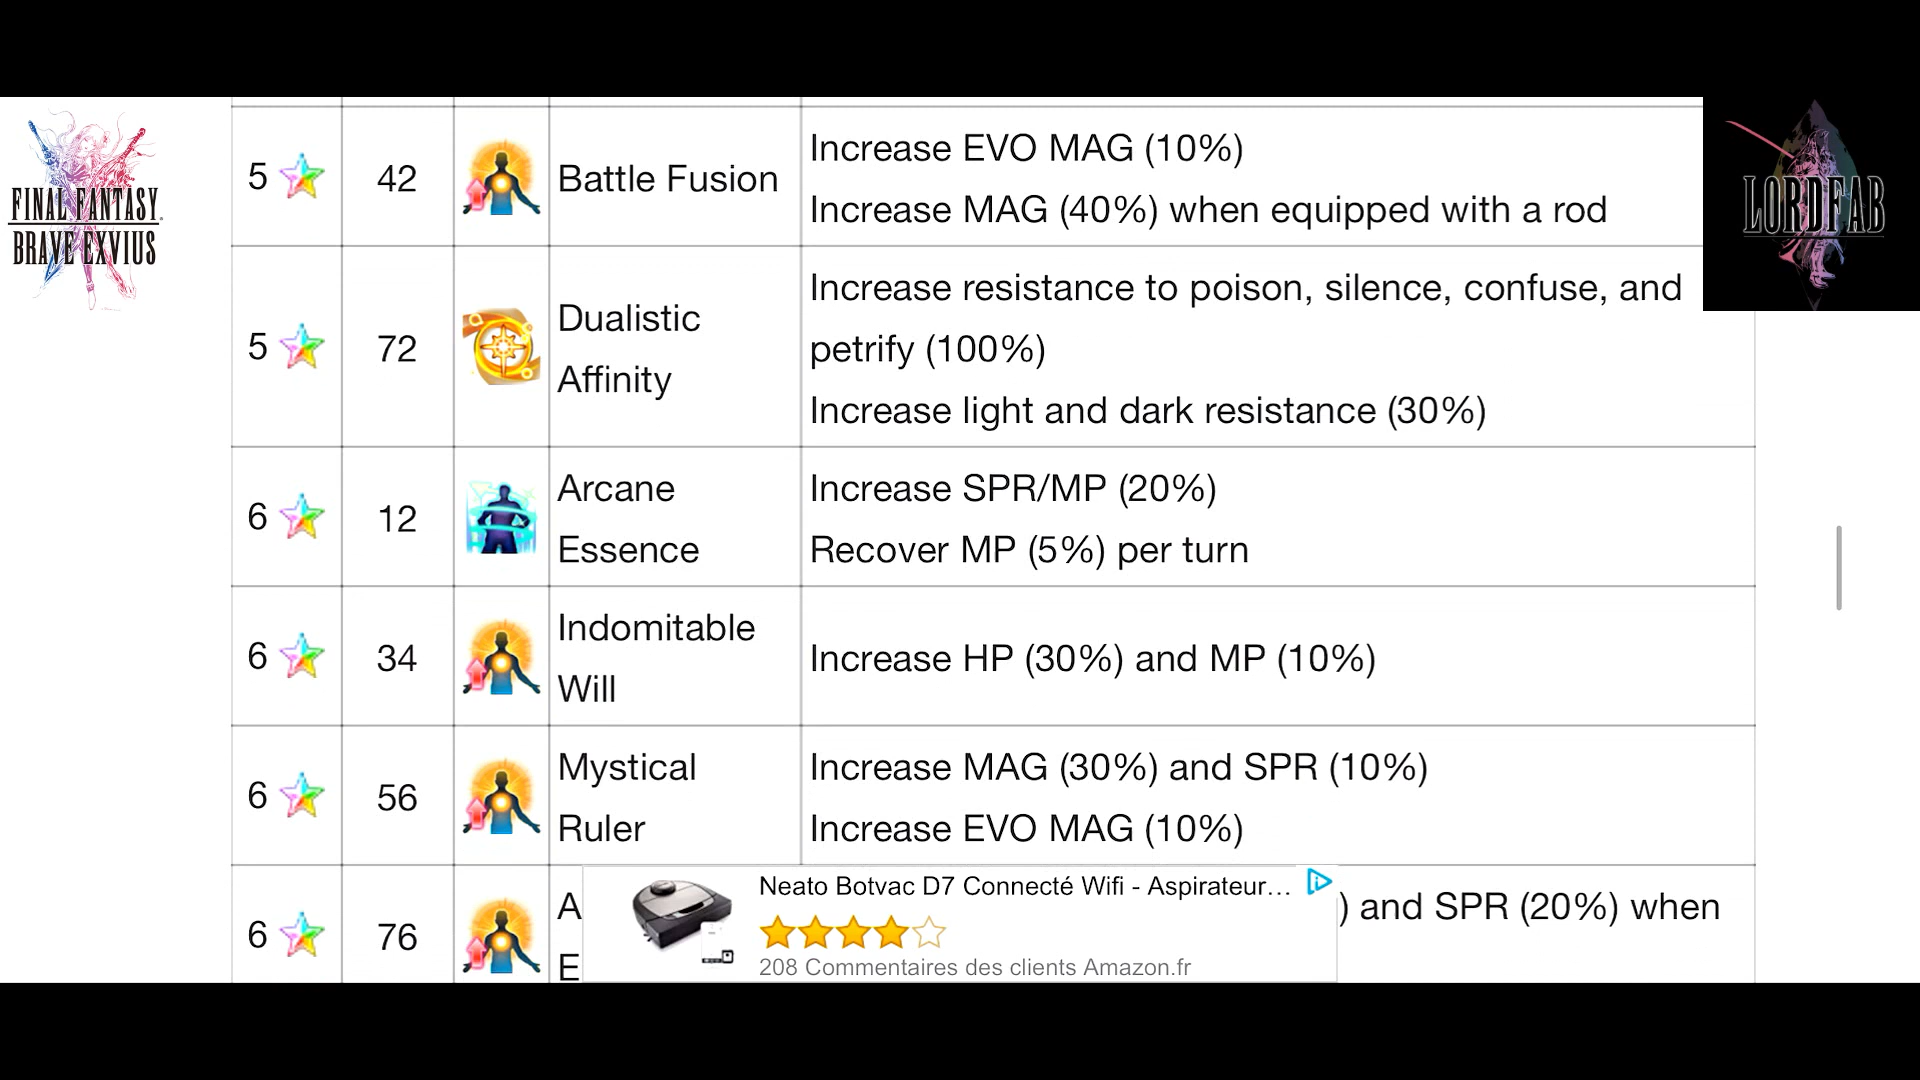 FINAL FANTASY
BRAVE EXVIUS
LORDFAB
5 42 Battle Fusion
Increase EVO MAG (10%)
Increase MAG (40%) when equipped with a rod
5 72 Dualistic
Affinity
Increase resistance to poison, silence, confuse, and
petrify (100%)
Increase light and dark resistance (30%)
6 12 Arcane
Essence
Increase SPR/MP (20%)
Recover MP (5%) per turn
6 34 Indomitable
Will
Increase HP (30%) and MP (10%)
6 56 Mystical
Ruler
Increase MAG (30%) and SPR (10%)
Increase EVO MAG (10%)
6 76 A
E
) and SPR (20%) when
Neato Botvac D7 Connecté Wifi - Aspirateur...
208 Commentaires des clients Amazon.fr